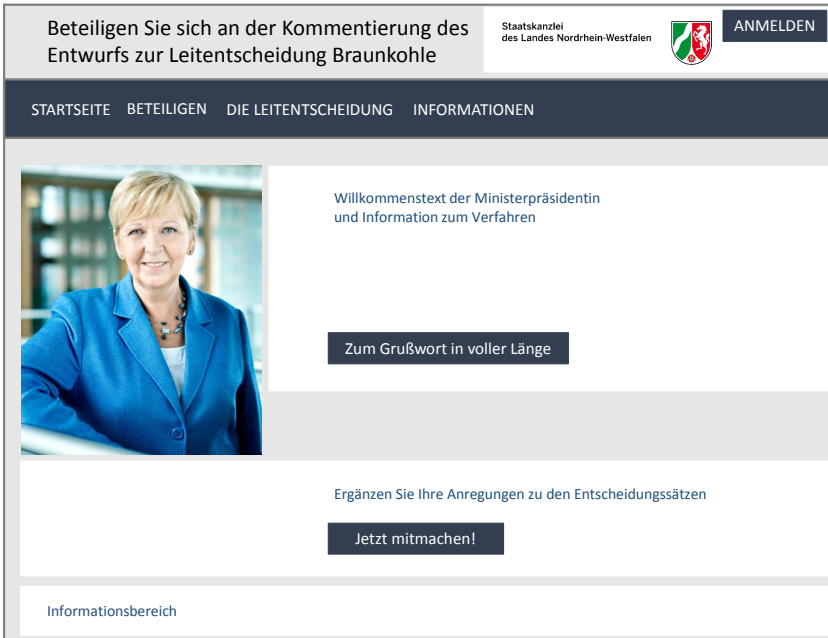 Beteiligen Sie sich an der Kommentierung des
Entwurfs zur Leitentscheidung Braunkohle
Staatskanzlei
des Landes Nordrhein-Westfalen
ANMELDEN
STARTSEITE BETEILIGEN DIE LEITENTSCHEIDUNG INFORMATIONEN
Willkommenstext der Ministerpräsidentin
und Information zum Verfahren
Zum Grußwort in voller Länge
Ergänzen Sie Ihre Anregungen zu den Entscheidungssätzen
Jetzt mitmachen!
Informationsbereich